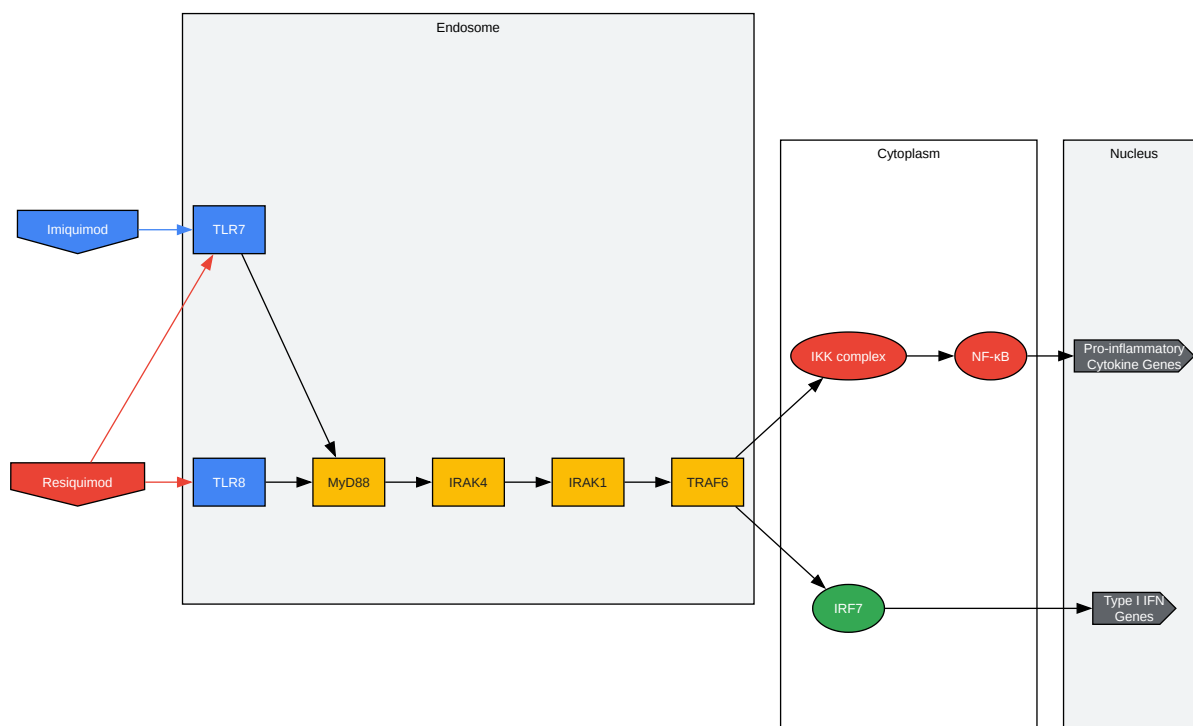 Endosome
Cytoplasm
Nucleus
Imiquimod
TLR7
IKK complex
NF-κB
Pro-inflammatory
Cytokine Genes
Resiquimod
TLR8
MyD88
IRAK4
IRAK1
TRAF6
IRF7
Type I IFN
Genes